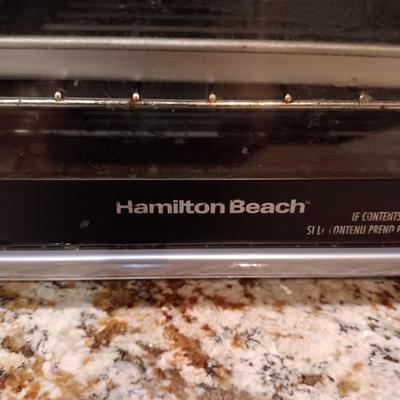 Hamilton Beach
IF CONTENTS
SI LE CONTENU PREND